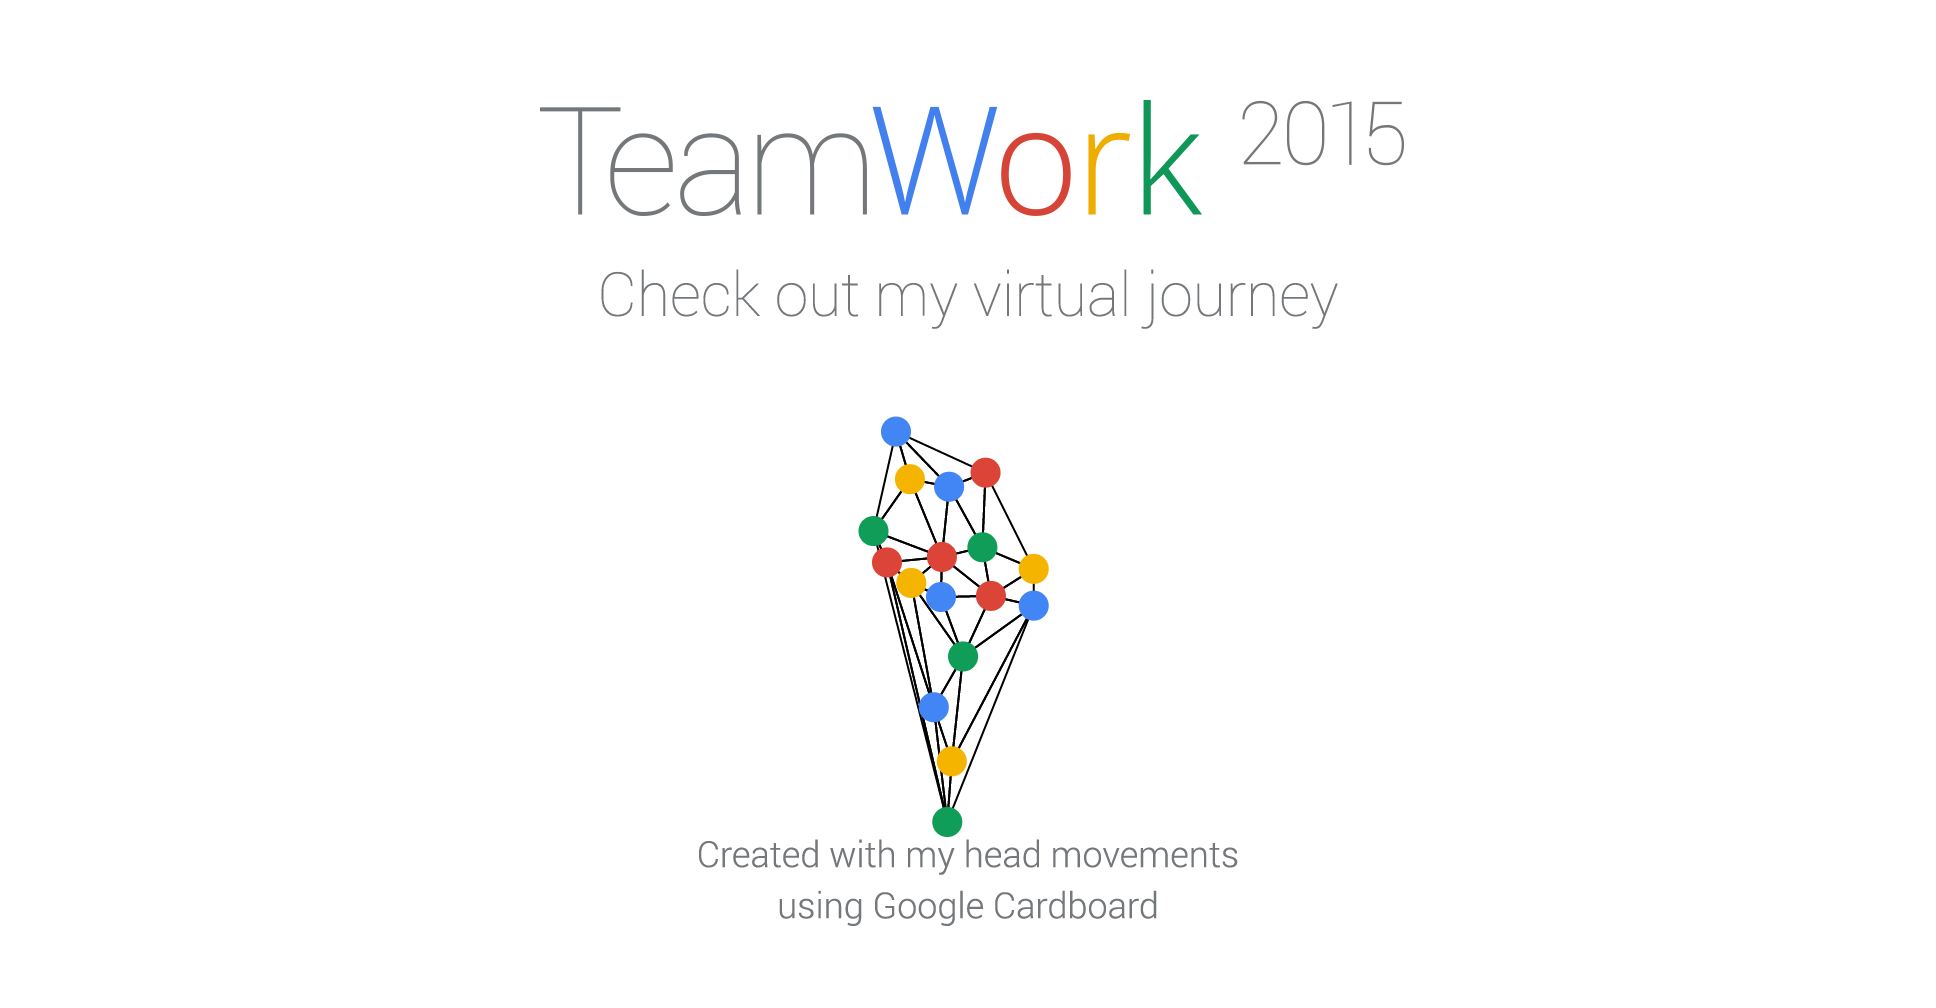 TeamWork 2015
Check out my virtual journey
Created with my head movements
using Google Cardboard